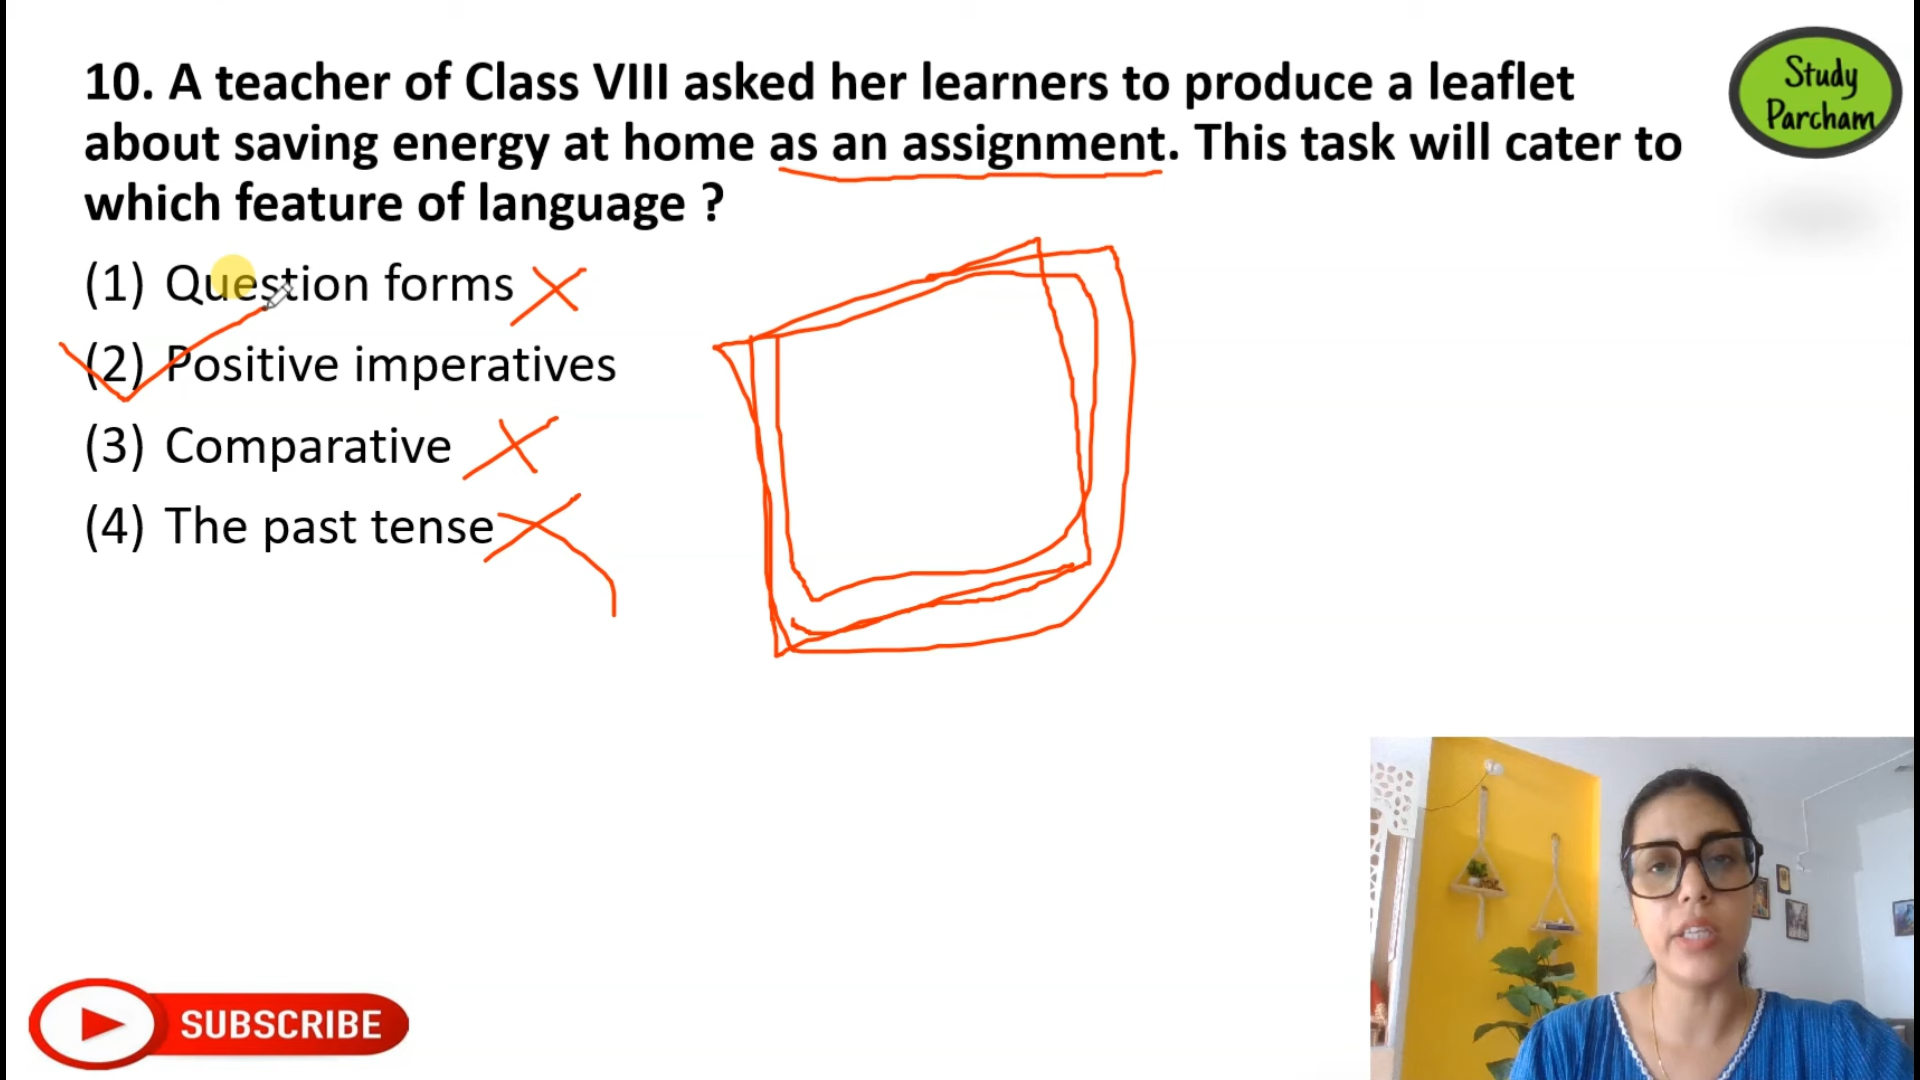 10. A teacher of Class VIII asked her learners to produce a leaflet
about saving energy at home as an assignment. This task will cater to
which feature of language ?
(1) Question forms
(2) Positive imperatives
(3) Comparative
(4) The past tense
Study
Parcham
SUBSCRIBE